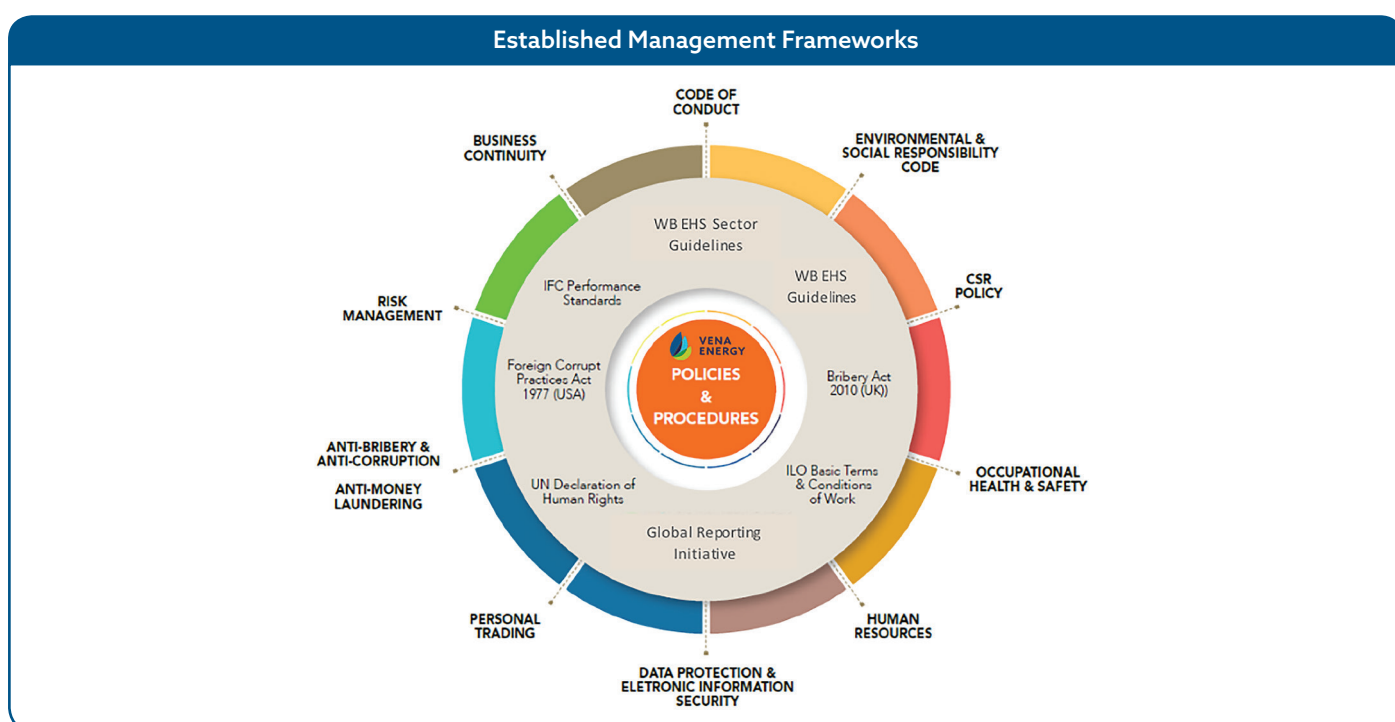 Established Management Frameworks
CODE OF
CONDUCT
BUSINESS
CONTINUITY
ENVIRONMENTAL &
SOCIAL RESPONSIBILITY
CODE
WB EHS Sector
Guidelines
WB EHS
Guidelines
IFC Performance
Standards
CSR
POLICY
RISK
MANAGEMENT
VENA
ENERGY
POLICIES
&
PROCEDURES
Foreign Corrupt
Practices Act
1977 (USA)
Bribery Act
2010 (UK))
ANTI-BRIBERY &
ANTI-CORRUPTION
ANTI-MONEY
LAUNDERING
UN Declaration of
Human Rights
ILO Basic Terms
& Conditions
of Work
OCCUPATIONAL
HEALTH & SAFETY
Global Reporting
Initiative
PERSONAL
TRADING
HUMAN
RESOURCES
DATA PROTECTION &
ELETRONIC INFORMATION
SECURITY